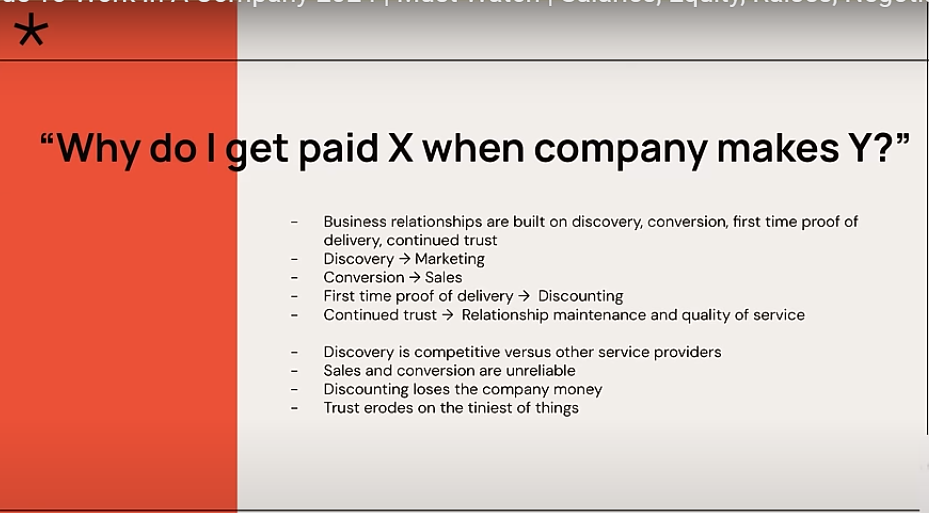 To Work In A Company 2024 | Must Watch | Salaries, Equity, Raises,
“Why do I get paid X when company makes Y?”
- Business relationships are built on discovery, conversion, first time proof of
delivery, continued trust
- Discovery → Marketing
- Conversion → Sales
- First time proof of delivery → Discounting
- Continued trust → Relationship maintenance and quality of service
- Discovery is competitive versus other service providers
- Sales and conversion are unreliable
- Discounting loses the company money
- Trust erodes on the tiniest of things